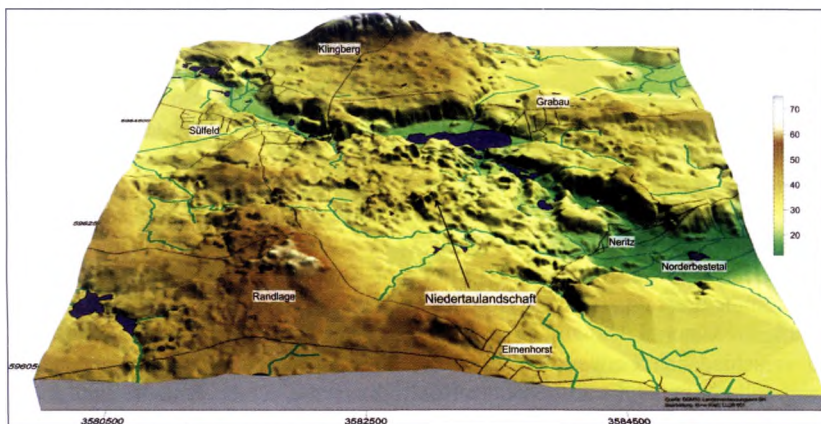 Klingberg
70
Grabau
60
Sülfeld
50
40
30
Neritz
20
Norderbestetal
Niedertaulandschaft
Randlage
Elmenhorst
3580500
3582500
3584500